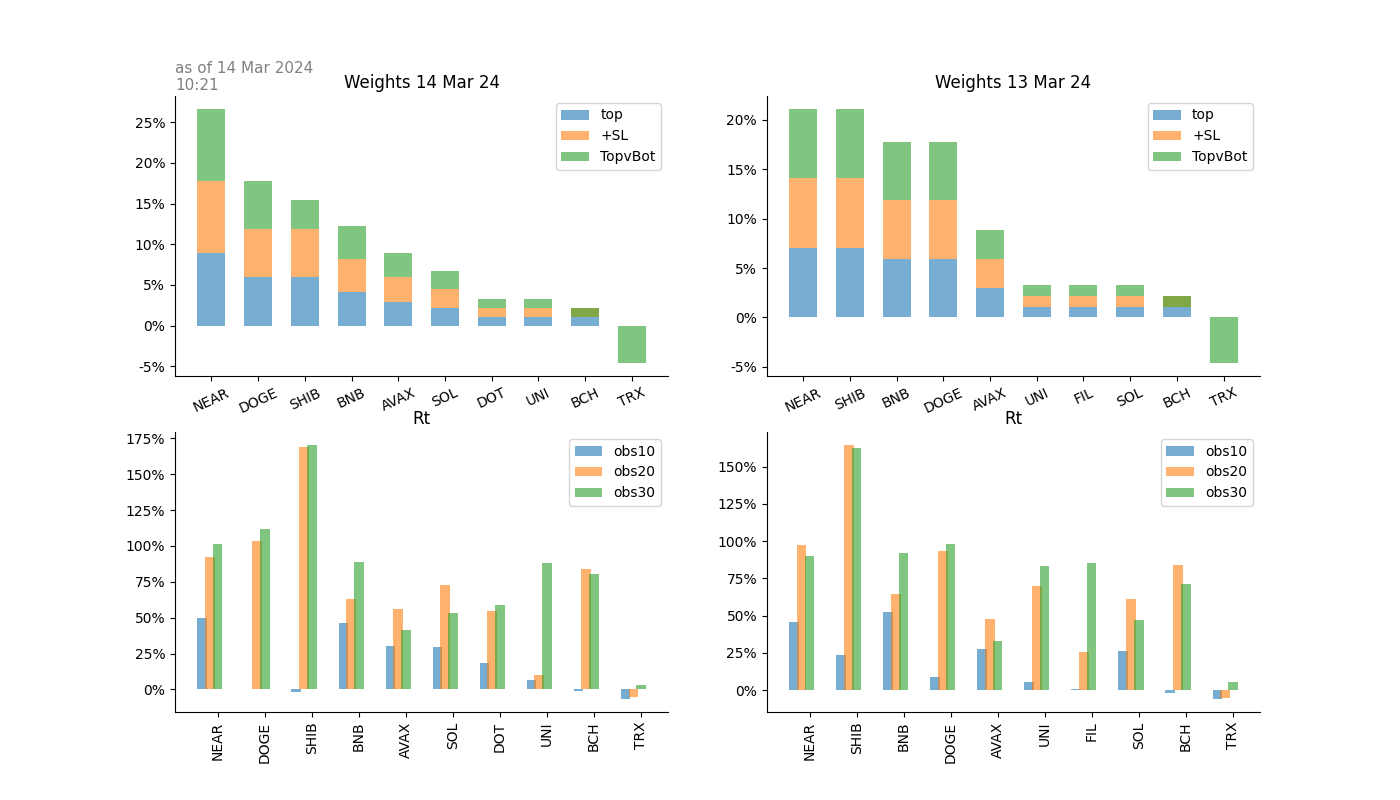 as of 14 Mar 2024
10:21
Weights 14 Mar 24
25%
20%
15%
10%
5%
0%
-5%
top
+SL
TopvBot
NEAR DOGE SHIB BNB AVAX SOL DOT UNI BCH TRX
Weights 13 Mar 24
20%
15%
10%
5%
0%
-5%
top
+SL
TopvBot
NEAR SHIB BNB DOGE AVAX UNI FIL SOL BCH TRX
Rt
175%
150%
125%
100%
75%
50%
25%
0%
obs10
obs20
obs30
NEAR DOGE SHIB BNB AVAX SOL DOT UNI BCH TRX
Rt
150%
125%
100%
75%
50%
25%
0%
obs10
obs20
obs30
NEAR SHIB BNB DOGE AVAX UNI FIL SOL BCH TRX